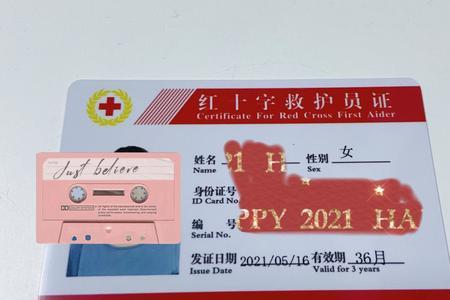 红十字救护员证
Certificate For Red Cross First Aider
姓名 21 H 性别 女
Name Sex
身份证号
ID Card No.
编 号 PPY 2021 HA
Serial No.
发证日期 2021/05/16 有效期 36月
Issue Date Valid for 3 years
Just believe
DOLBY